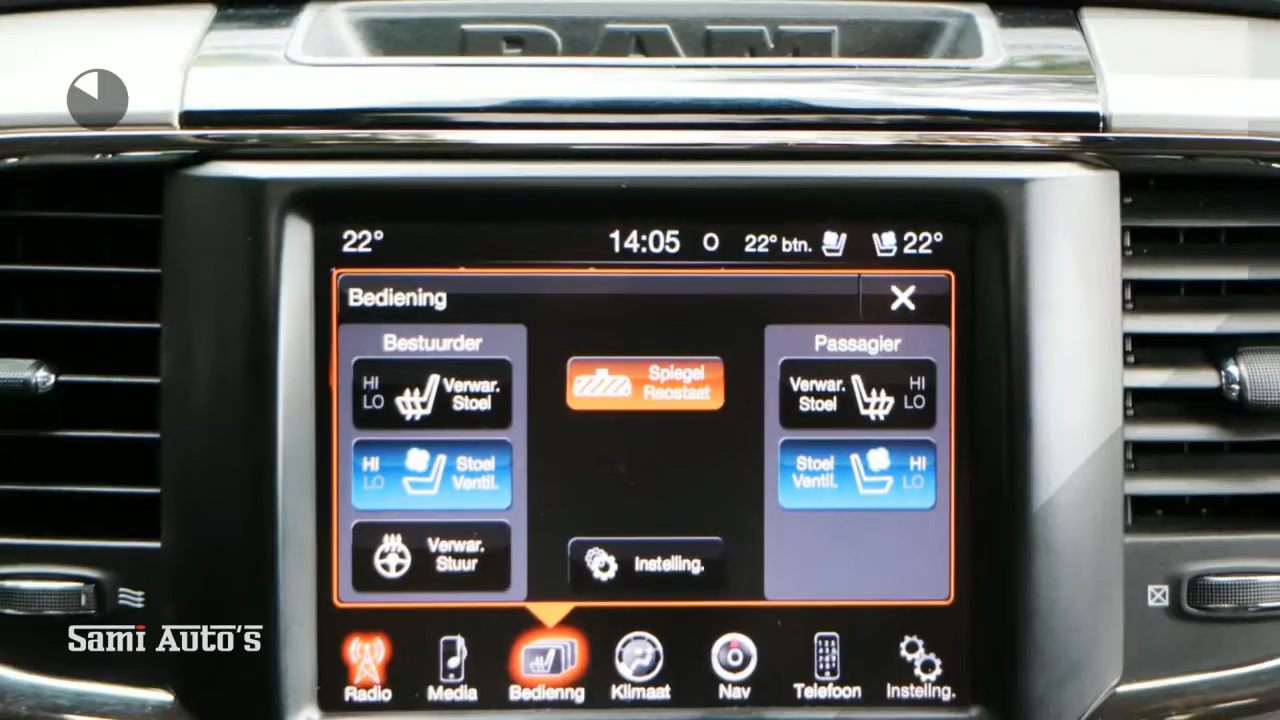 RAM
22°
14:05 O 22° btn. 22°
Bediening X
Bestuurder
HI
LO
Verwar.
Stoel
HI
LO
Stoel
Ventil.
Verwar.
Stuur
Spiegel
Reostaat
Instelling.
Passagier
Verwar.
Stoel
HI
LO
Stoel
Ventil.
HI
LO
Radio
Media
Bedienng
Klimaat
Nav
Telefoon
Insteling.
Sami Auto's